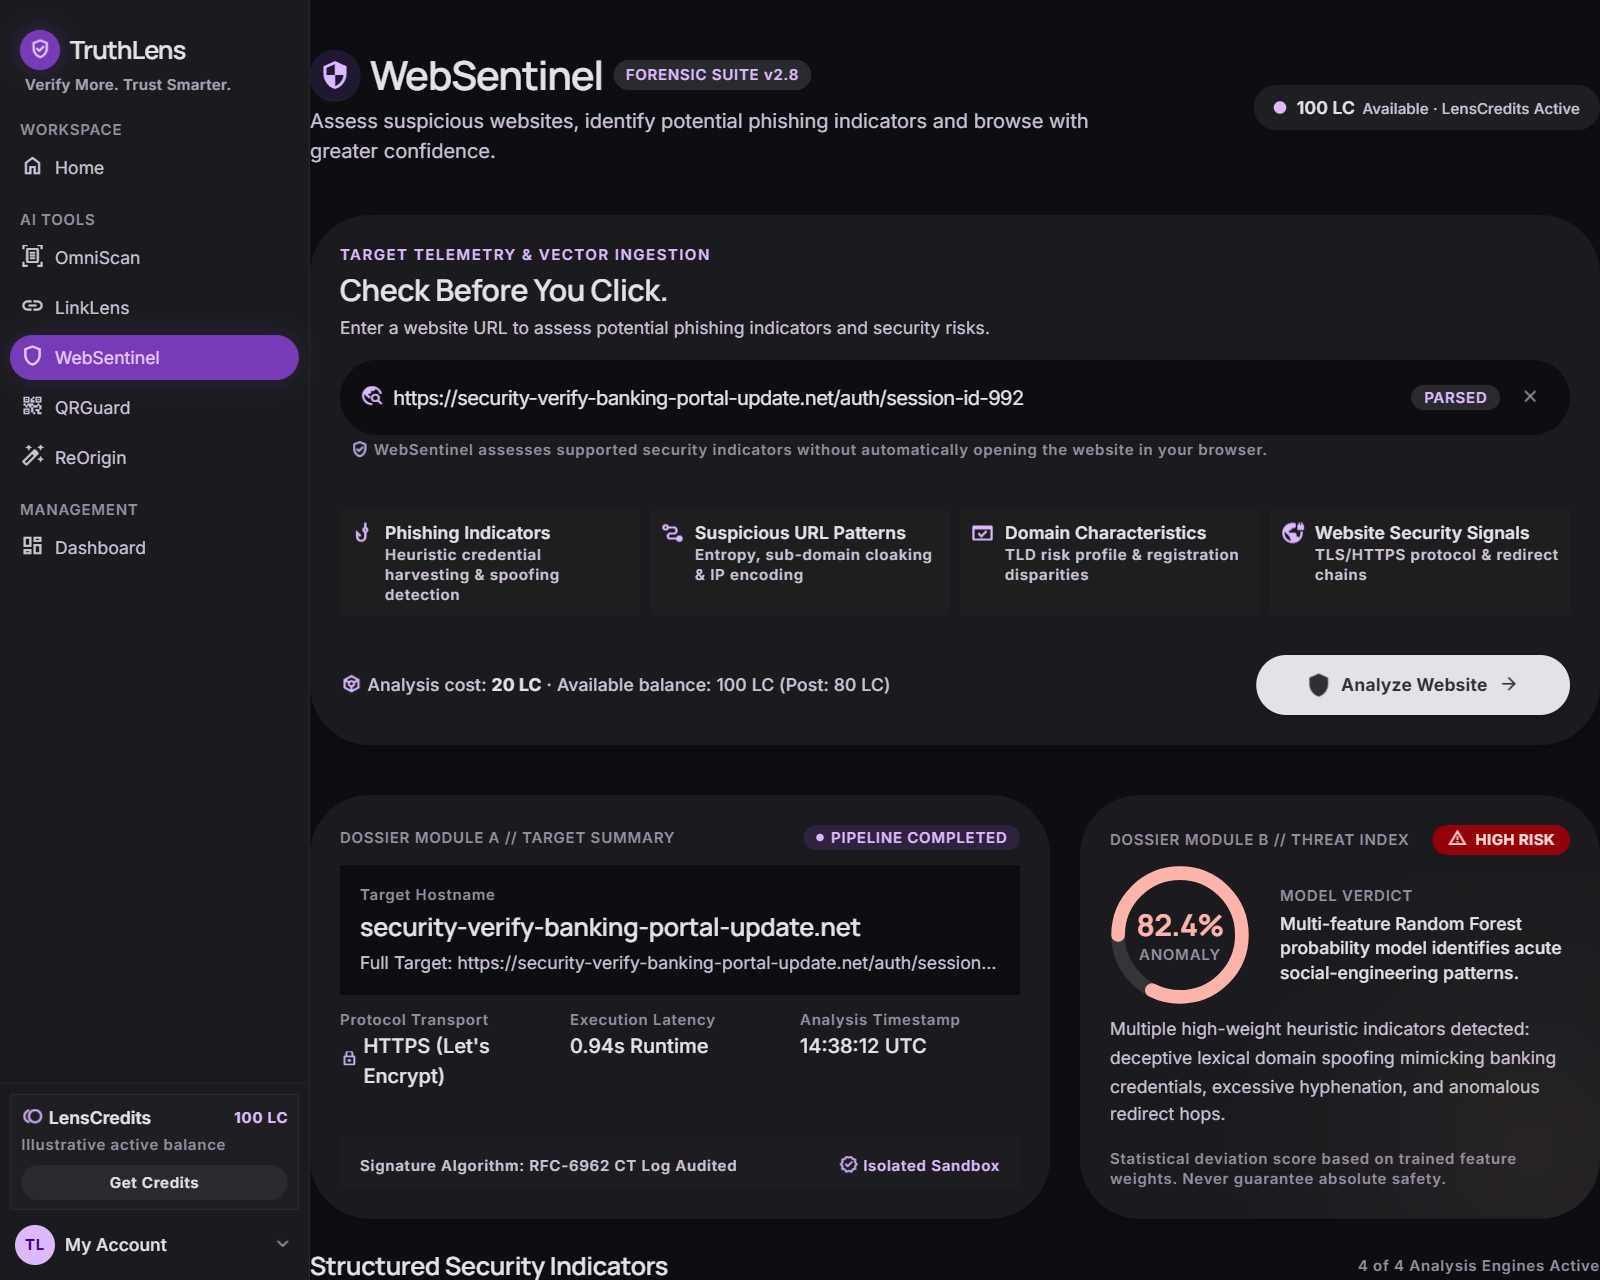 TruthLens
Verify More. Trust Smarter.
WORKSPACE
Home
AI TOOLS
OmniScan
LinkLens
WebSentinel
QRGuard
ReOrigin
MANAGEMENT
Dashboard
LensCredits
100 LC
Illustrative active balance
Get Credits
TL
My Account
WebSentinel
FORENSIC SUITE v2.8
Assess suspicious websites, identify potential phishing indicators and browse with
greater confidence.
100 LC Available · LensCredits Active
TARGET TELEMETRY & VECTOR INGESTION
Check Before You Click.
Enter a website URL to assess potential phishing indicators and security risks.
https://security-verify-banking-portal-update.net/auth/session-id-992
PARSED
WebSentinel assesses supported security indicators without automatically opening the website in your browser.
Phishing Indicators
Heuristic credential
harvesting & spoofing
detection
Suspicious URL Patterns
Entropy, sub-domain cloaking
& IP encoding
Domain Characteristics
TLD risk profile & registration
disparities
Website Security Signals
TLS/HTTPS protocol & redirect
chains
Analysis cost: 20 LC · Available balance: 100 LC (Post: 80 LC)
Analyze Website
DOSSIER MODULE A // TARGET SUMMARY
PIPELINE COMPLETED
Target Hostname
security-verify-banking-portal-update.net
Full Target: https://security-verify-banking-portal-update.net/auth/session...
Protocol Transport
HTTPS (Let's
Encrypt)
Execution Latency
0.94s Runtime
Analysis Timestamp
14:38:12 UTC
Signature Algorithm: RFC-6962 CT Log Audited
Isolated Sandbox
DOSSIER MODULE B // THREAT INDEX
HIGH RISK
82.4%
ANOMALY
MODEL VERDICT
Multi-feature Random Forest
probability model identifies acute
social-engineering patterns.
Multiple high-weight heuristic indicators detected:
deceptive lexical domain spoofing mimicking banking
credentials, excessive hyphenation, and anomalous
redirect hops.
Statistical deviation score based on trained feature
weights. Never guarantee absolute safety.
Structured Security Indicators
4 of 4 Analysis Engines Active